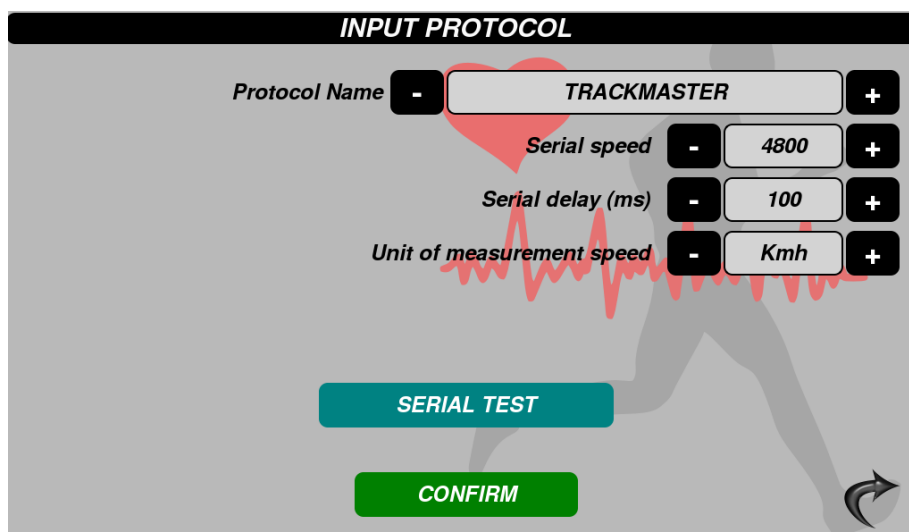 INPUT PROTOCOL
Protocol Name - TRACKMASTER +
Serial speed - 4800 +
Serial delay (ms) - 100 +
Unit of measurement speed - Kmh +
SERIAL TEST
CONFIRM